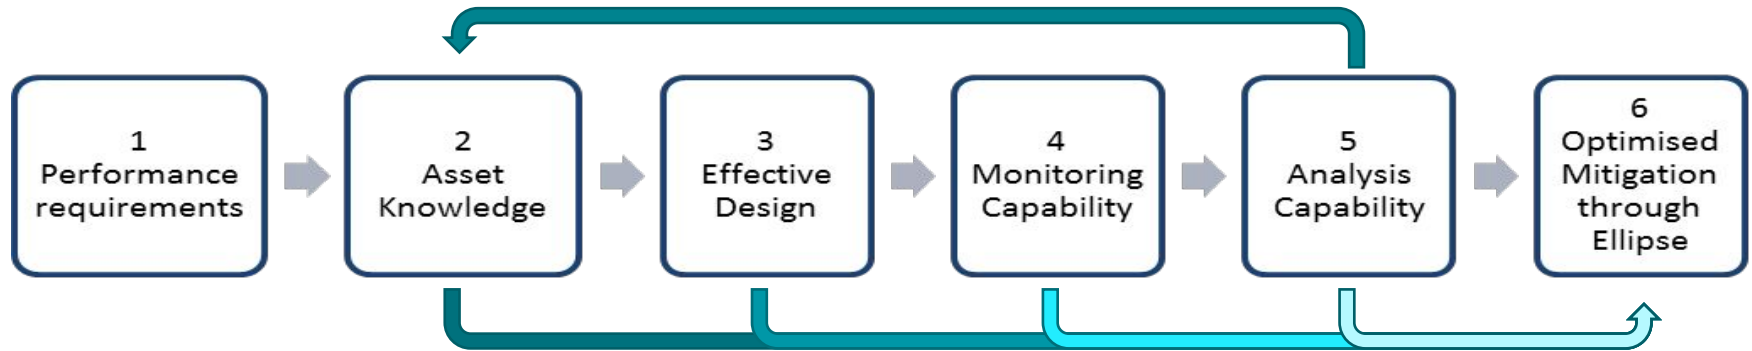 1
Performance
requirements
2
Asset
Knowledge
3
Effective
Design
4
Monitoring
Capability
5
Analysis
Capability
6
Optimised
Mitigation
through
Ellipse